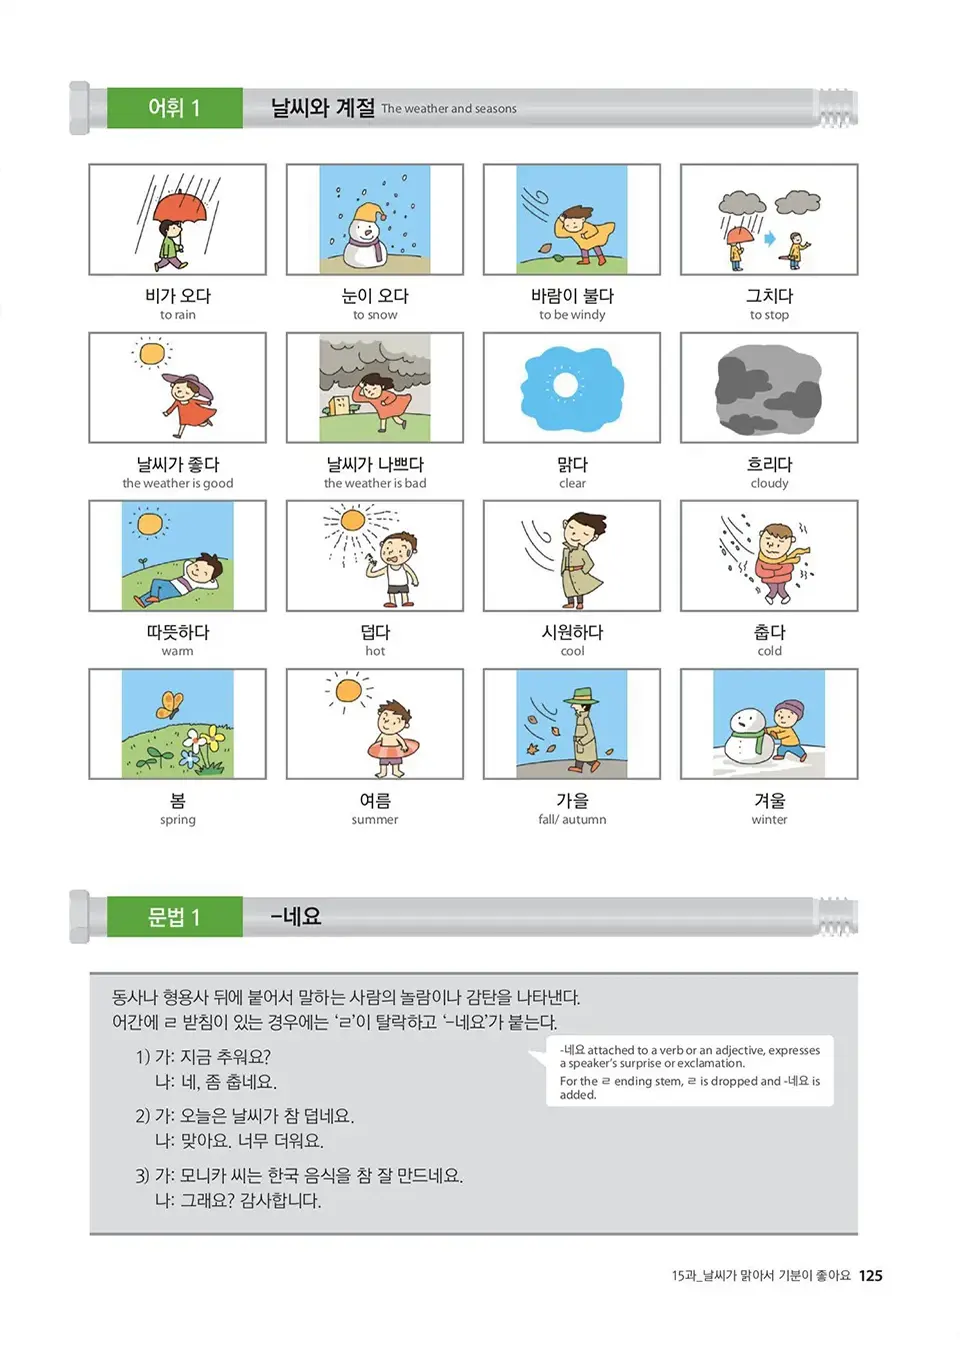 어휘 1
날씨와 계절 The weather and seasons
비가 오다
to rain
눈이 오다
to snow
바람이 불다
to be windy
그치다
to stop
날씨가 좋다
the weather is good
날씨가 나쁘다
the weather is bad
맑다
clear
흐리다
cloudy
따뜻하다
warm
덥다
hot
시원하다
cool
춥다
cold
봄
spring
여름
summer
가을
fall/ autumn
겨울
winter
문법 1
-네요
동사나 형용사 뒤에 붙어서 말하는 사람의 놀람이나 감탄을 나타낸다.
어간에 ㄹ 받침이 있는 경우에는 ‘ㄹ’이 탈락하고 ‘-네요’가 붙는다.
-네요 attached to a verb or an adjective, expresses
a speaker’s surprise or exclamation.
For the ㄹ ending stem, ㄹ is dropped and -네요 is
added.
1) 가: 지금 추워요?
나: 네, 좀 춥네요.
2) 가: 오늘은 날씨가 참 덥네요.
나: 맞아요. 너무 더워요.
3) 가: 모니카 씨는 한국 음식을 참 잘 만드네요.
나: 그래요? 감사합니다.
15과_날씨가 맑아서 기분이 좋아요 125